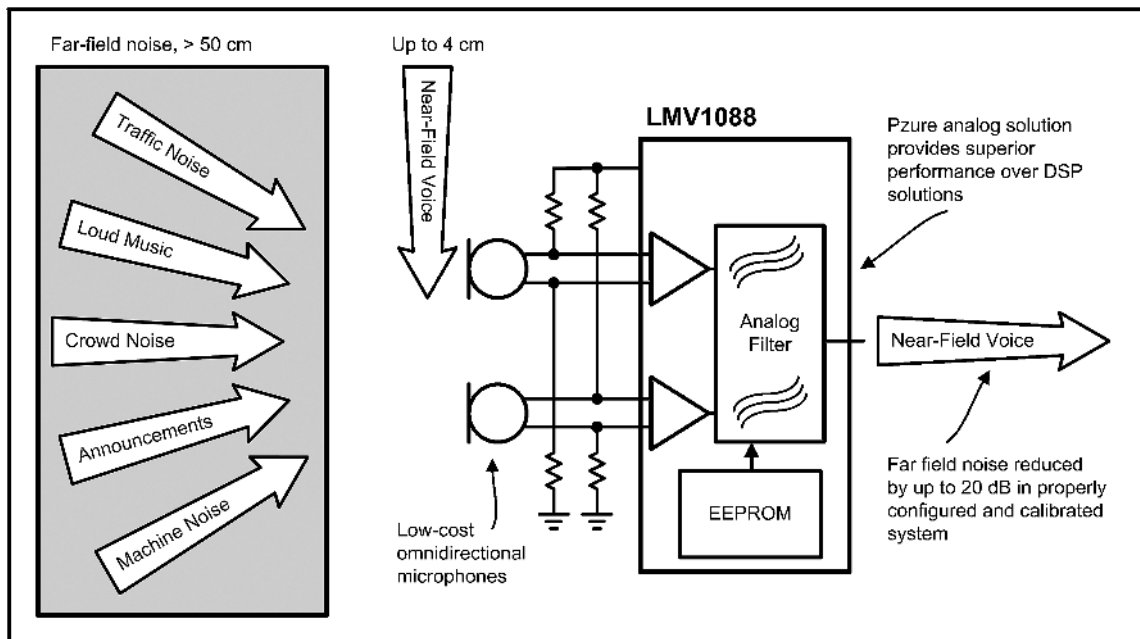 Far-field noise, > 50 cm
Traffic Noise
Loud Music
Crowd Noise
Announcements
Machine Noise
Up to 4 cm
Near-Field Voice
Low-cost
omnidirectional
microphones
LMV1088
Analog
Filter
EEPROM
Pzure analog solution
provides superior
performance over DSP
solutions
Near-Field Voice
Far field noise reduced
by up to 20 dB in properly
configured and calibrated
system